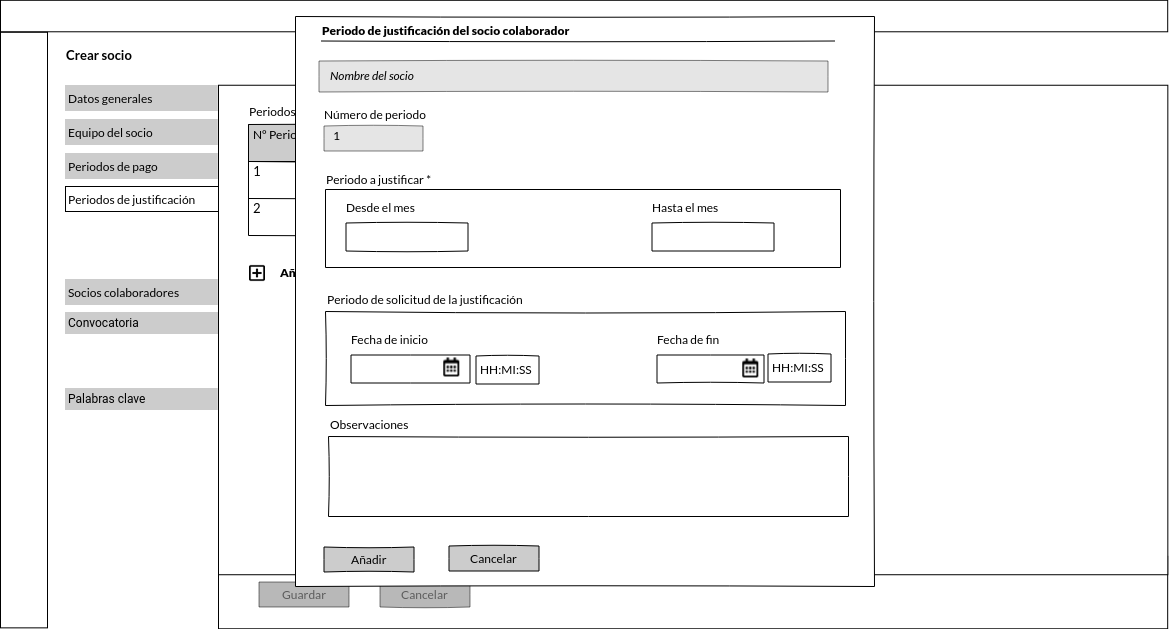 Periodo de justificación del socio colaborador
Crear socio
Nombre del socio
Datos generales
Equipo del socio
Periodos de pago
Periodos de justificación
Socios colaboradores
Convocatoria
Palabras clave
Periodos
Nº Perio
1
2
Añ
Número de periodo
1
Periodo a justificar *
Desde el mes
Hasta el mes
Periodo de solicitud de la justificación
Fecha de inicio
Fecha de fin
HH:MI:SS
HH:MI:SS
Observaciones
Añadir
Cancelar
Guardar
Cancelar